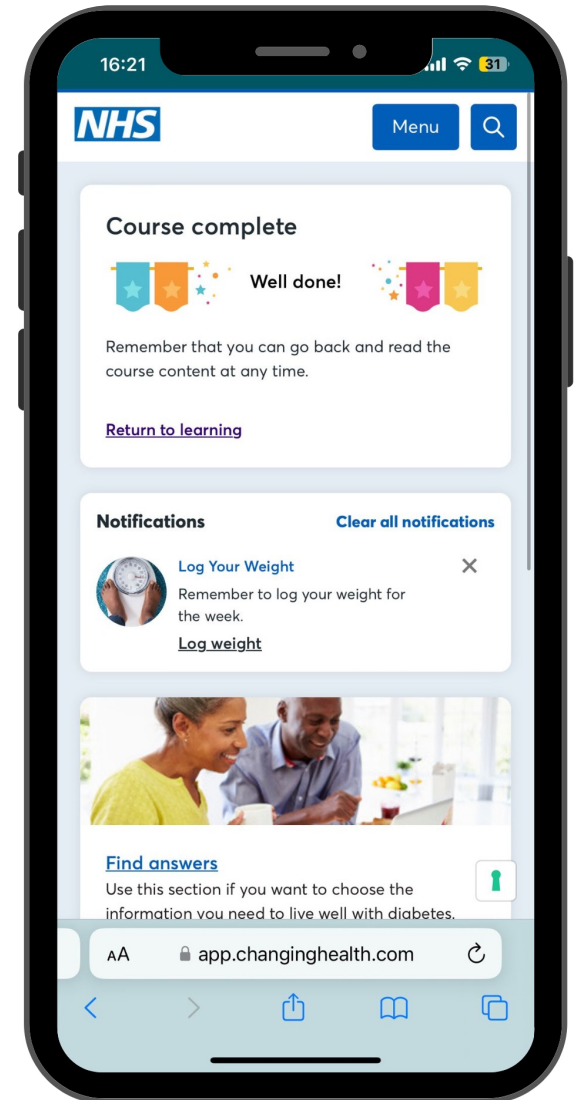 16:21
31
NHS
Menu
Course complete
Well done!
Remember that you can go back and read the
course content at any time.
Return to learning
Notifications
Clear all notifications
Log Your Weight
Remember to log your weight for
the week.
Log weight
Find answers
Use this section if you want to choose the
information you need to live well with diabetes.
AA
app.changinghealth.com